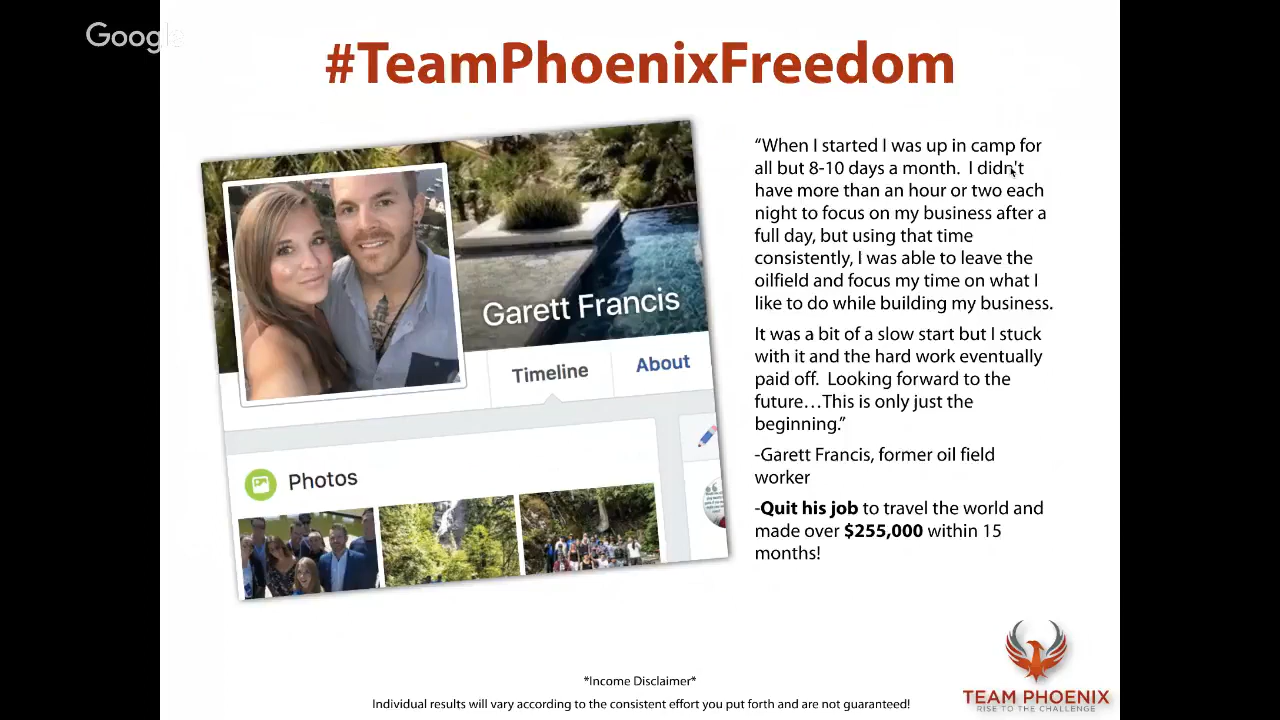 Google
#TeamPhoenixFreedom
Garett Francis
Timeline
About
Photos
“When I started I was up in camp for
all but 8-10 days a month.  I didn't
have more than an hour or two each
night to focus on my business after a
full day, but using that time
consistently, I was able to leave the
oilfield and focus my time on what I
like to do while building my business.
It was a bit of a slow start but I stuck
with it and the hard work eventually
paid off.  Looking forward to the
future…This is only just the
beginning.”
-Garett Francis, former oil field
worker
-Quit his job to travel the world and
made over $255,000 within 15
months!
*Income Disclaimer*
Individual results will vary according to the consistent effort you put forth and are not guaranteed!
TEAM PHOENIX
RISE TO THE CHALLENGE